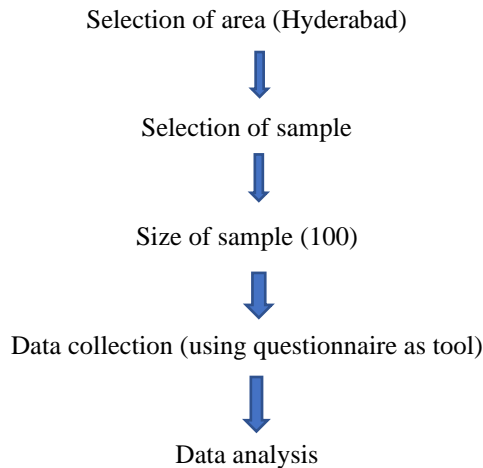 Selection of area (Hyderabad)
Selection of sample
Size of sample (100)
Data collection (using questionnaire as tool)
Data analysis